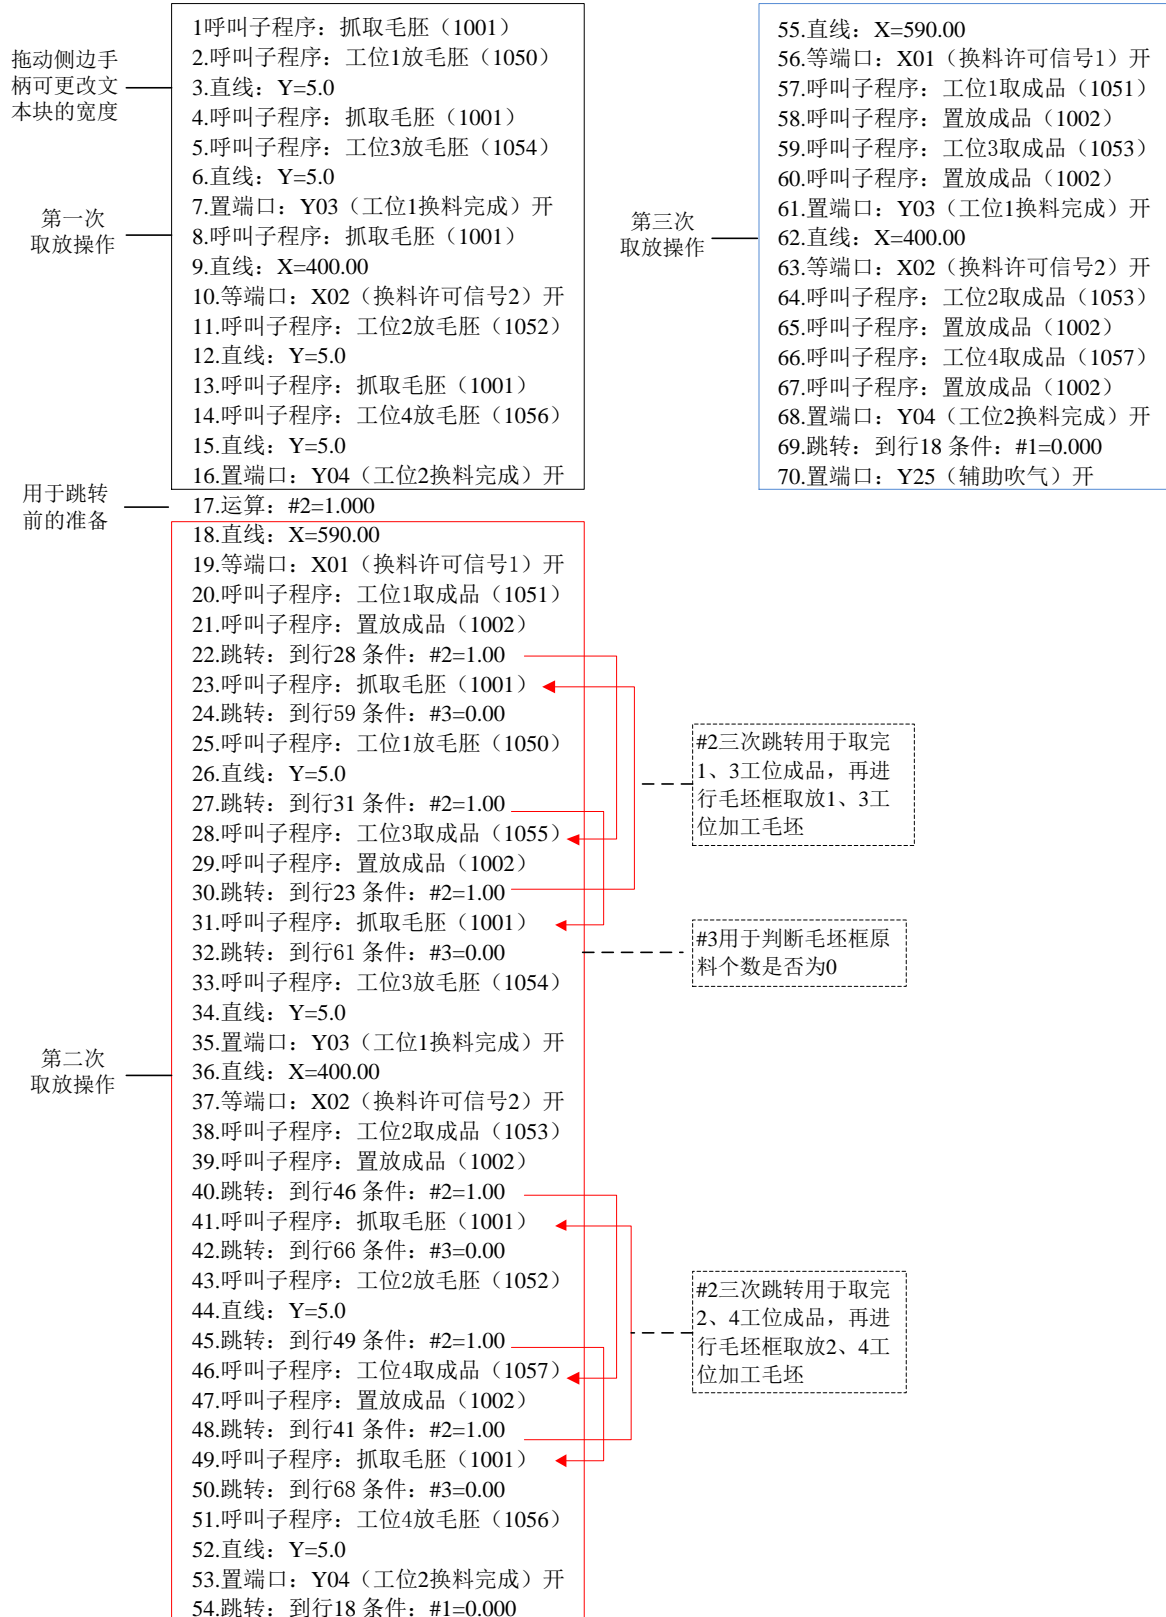 拖动侧边手
柄可更改文
本块的宽度
第一次
取放操作
1呼叫子程序：抓取毛胚（1001）
2.呼叫子程序：工位1放毛胚（1050）
3.直线：Y=5.0
4.呼叫子程序：抓取毛胚（1001）
5.呼叫子程序：工位3放毛胚（1054）
6.直线：Y=5.0
7.置端口：Y03（工位1换料完成）开
8.呼叫子程序：抓取毛胚（1001）
9.直线：X=400.00
10.等端口：X02（换料许可信号2）开
11.呼叫子程序：工位2放毛胚（1052）
12.直线：Y=5.0
13.呼叫子程序：抓取毛胚（1001）
14.呼叫子程序：工位4放毛胚（1056）
15.直线：Y=5.0
16.置端口：Y04（工位2换料完成）开
用于跳转
前的准备
17.运算：#2=1.000
第二次
取放操作
18.直线：X=590.00
19.等端口：X01（换料许可信号1）开
20.呼叫子程序：工位1取成品（1051）
21.呼叫子程序：置放成品（1002）
22.跳转：到行28 条件：#2=1.00
23.呼叫子程序：抓取毛胚（1001）
24.跳转：到行59 条件：#3=0.00
25.呼叫子程序：工位1放毛胚（1050）
26.直线：Y=5.0
27.跳转：到行31 条件：#2=1.00
28.呼叫子程序：工位3取成品（1055）
29.呼叫子程序：置放成品（1002）
30.跳转：到行23 条件：#2=1.00
31.呼叫子程序：抓取毛胚（1001）
32.跳转：到行61 条件：#3=0.00
33.呼叫子程序：工位3放毛胚（1054）
34.直线：Y=5.0
35.置端口：Y03（工位1换料完成）开
36.直线：X=400.00
37.等端口：X02（换料许可信号2）开
38.呼叫子程序：工位2取成品（1053）
39.呼叫子程序：置放成品（1002）
40.跳转：到行46 条件：#2=1.00
41.呼叫子程序：抓取毛胚（1001）
42.跳转：到行66 条件：#3=0.00
43.呼叫子程序：工位2放毛胚（1052）
44.直线：Y=5.0
45.跳转：到行49 条件：#2=1.00
46.呼叫子程序：工位4取成品（1057）
47.呼叫子程序：置放成品（1002）
48.跳转：到行41 条件：#2=1.00
49.呼叫子程序：抓取毛胚（1001）
50.跳转：到行68 条件：#3=0.00
51.呼叫子程序：工位4放毛胚（1056）
52.直线：Y=5.0
53.置端口：Y04（工位2换料完成）开
54.跳转：到行18 条件：#1=0.000
#2三次跳转用于取完
1、3工位成品，再进
行毛坯框取放1、3工
位加工毛坯
#3用于判断毛坯框原
料个数是否为0
#2三次跳转用于取完
2、4工位成品，再进
行毛坯框取放2、4工
位加工毛坯
第三次
取放操作
55.直线：X=590.00
56.等端口：X01（换料许可信号1）开
57.呼叫子程序：工位1取成品（1051）
58.呼叫子程序：置放成品（1002）
59.呼叫子程序：工位3取成品（1053）
60.呼叫子程序：置放成品（1002）
61.置端口：Y03（工位1换料完成）开
62.直线：X=400.00
63.等端口：X02（换料许可信号2）开
64.呼叫子程序：工位2取成品（1053）
65.呼叫子程序：置放成品（1002）
66.呼叫子程序：工位4取成品（1057）
67.呼叫子程序：置放成品（1002）
68.置端口：Y04（工位2换料完成）开
69.跳转：到行18 条件：#1=0.000
70.置端口：Y25（辅助吹气）开